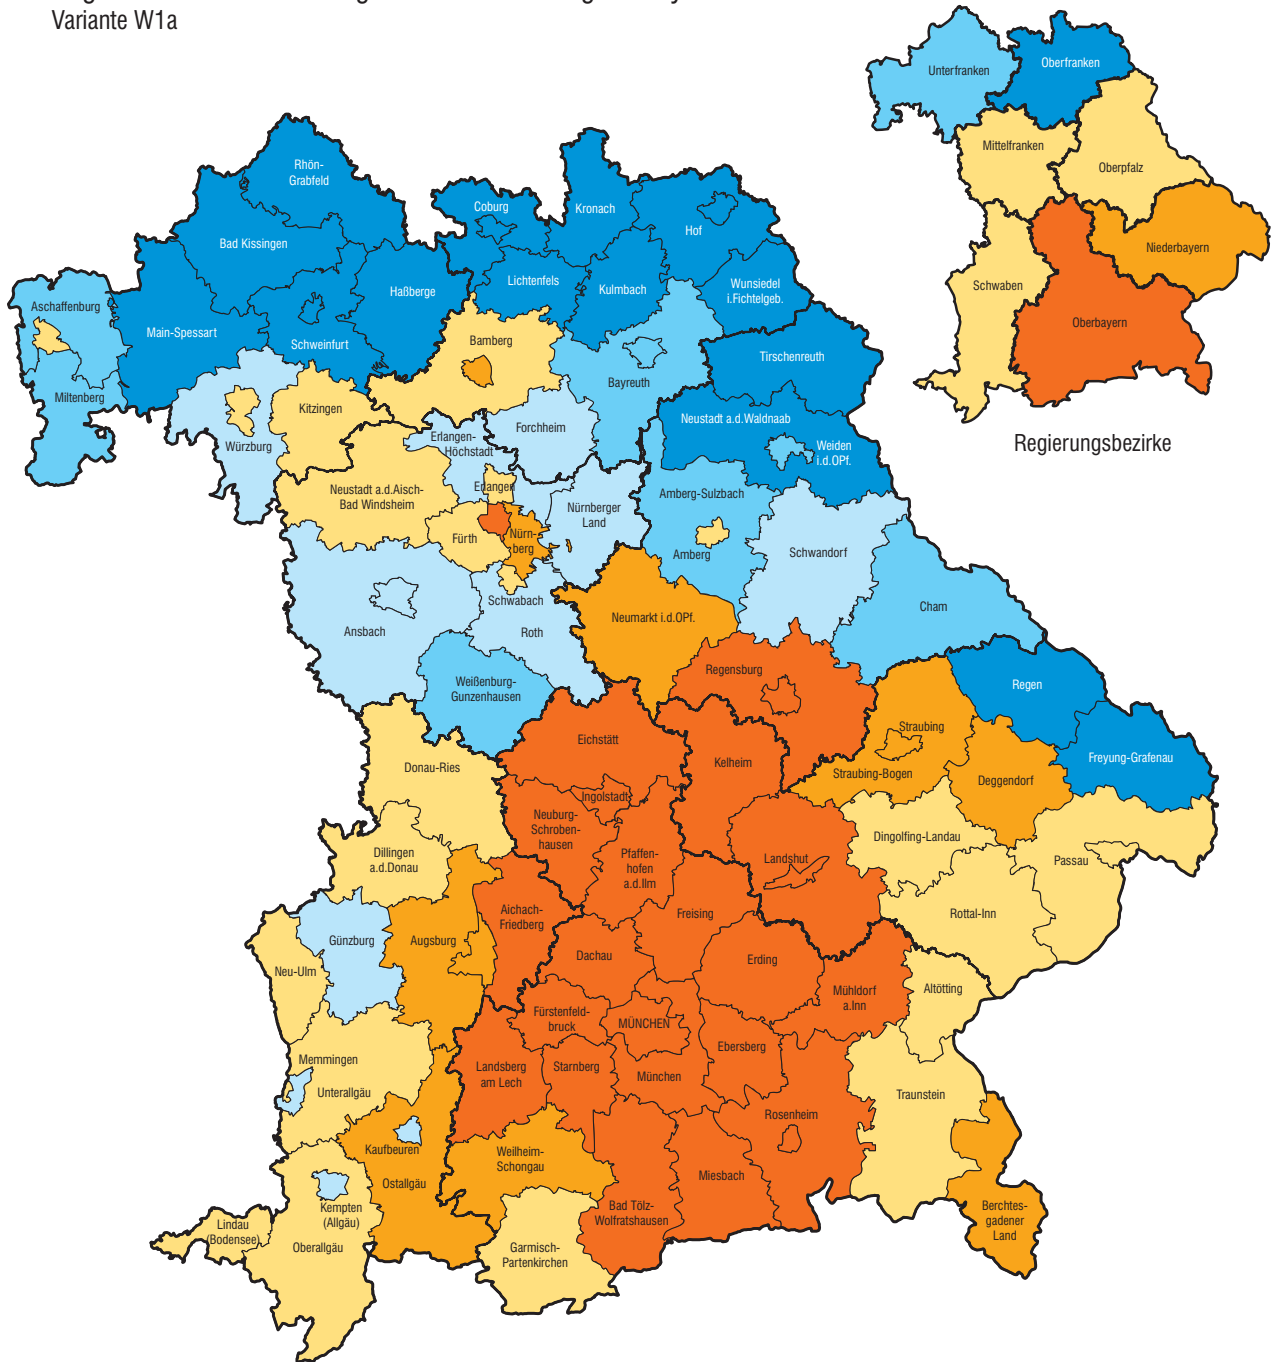 Variante W1a
Unterfranken
Oberfranken
Mittelfranken
Oberpfalz
Niederbayern
Schwaben
Oberbayern
Regierungsbezirke
Rhön-
Grabfeld
Bad Kissingen
Coburg
Kronach
Hof
Lichtenfels
Kulmbach
Wunsiedel
i.Fichtelgeb.
Haßberge
Aschaffenburg
Main-Spessart
Schweinfurt
Bamberg
Tirschenreuth
Bayreuth
Miltenberg
Kitzingen
Neustadt a.d.Waldnaab
Würzburg
Erlangen-
Höchstadt
Forchheim
Weiden
i.d.OPf.
Neustadt a.d.Aisch-
Bad Windsheim
Erlangen
Nürnberger
Land
Amberg-Sulzbach
Fürth
Nürn-
berg
Amberg
Schwandorf
Schwabach
Ansbach
Roth
Neumarkt i.d.OPf.
Cham
Weißenburg-
Gunzenhausen
Regensburg
Regen
Straubing
Eichstätt
Donau-Ries
Kelheim
Freyung-Grafenau
Straubing-Bogen
Deggendorf
Ingolstadt
Neuburg-
Schroben-
hausen
Dingolfing-Landau
Dillingen
a.d.Donau
Pfaffen-
hofen
a.d.Ilm
Landshut
Passau
Aichach-
Friedberg
Freising
Rottal-Inn
Günzburg
Augsburg
Dachau
Erding
Neu-Ulm
Mühldorf
a.Inn
Altötting
Fürstenfeld-
bruck
MÜNCHEN
Ebersberg
Memmingen
Landsberg
am Lech
Starnberg
München
Unterallgäu
Traunstein
Rosenheim
Kaufbeuren
Weilheim-
Schongau
Ostallgäu
Miesbach
Kempten
(Allgäu)
Bad Tölz-
Wolfratshausen
Berchtes-
gadener
Land
Lindau
(Bodensee)
Oberallgäu
Garmisch-
Partenkirchen